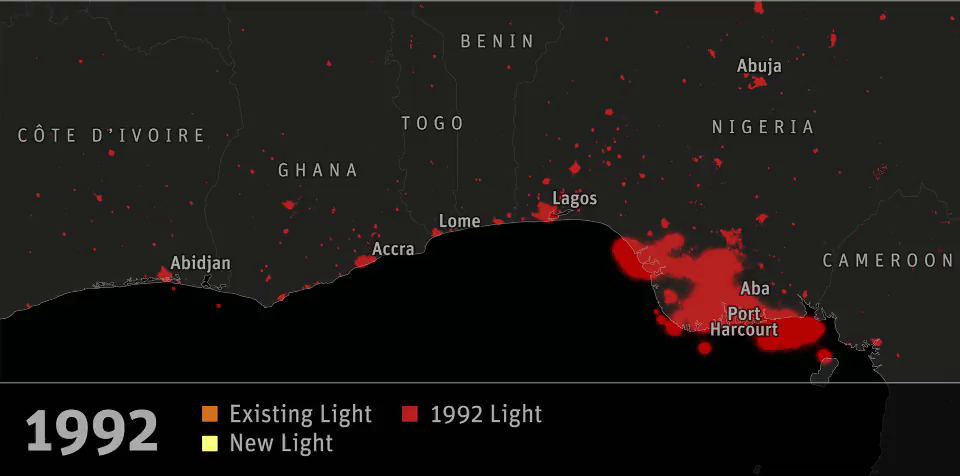 BENIN
Abuja
TOGO
NIGERIA
CÔTE D'IVOIRE
GHANA
Lagos
Lome
Accra
Abidjan
CAMEROON
Aba
Port
Harcourt
1992
Existing Light
1992 Light
New Light